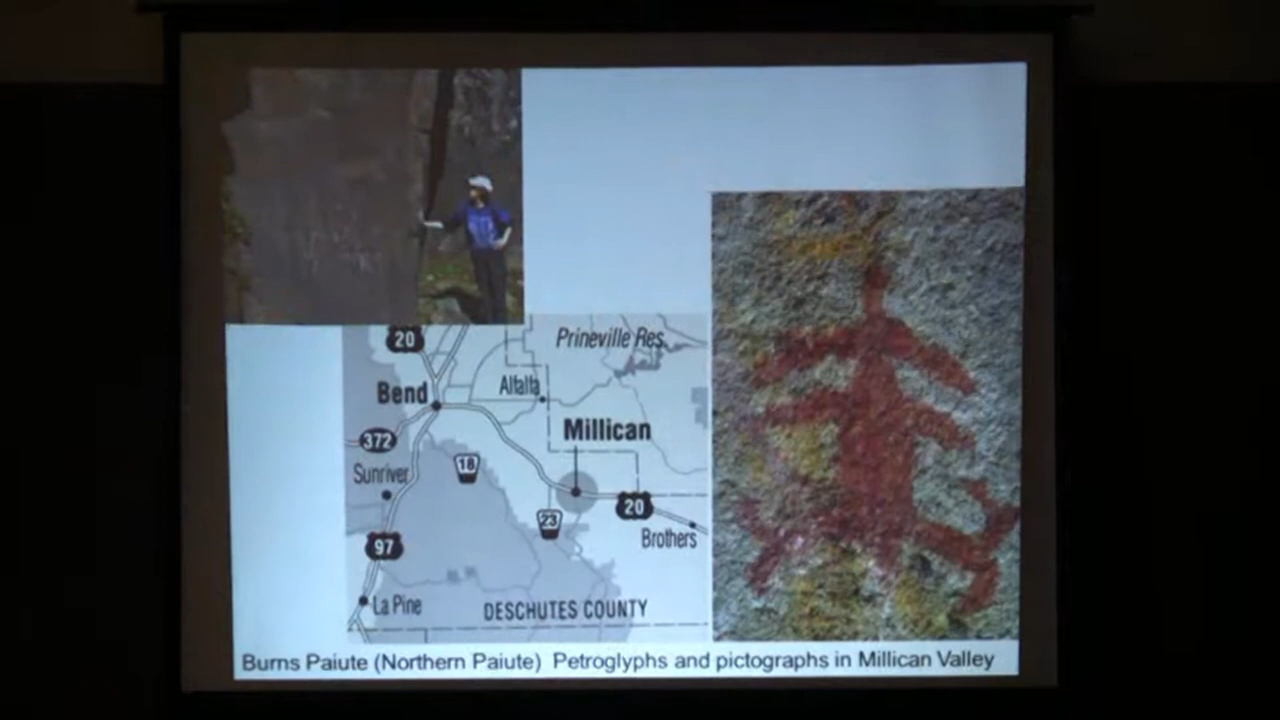 20
Prineville Res.
Bend
Alfalfa
Millican
372
Sunriver
18
20
23
Brothers
97
La Pine
DESCHUTES COUNTY
Burns Paiute (Northern Paiute) Petroglyphs and pictographs in Millican Valley